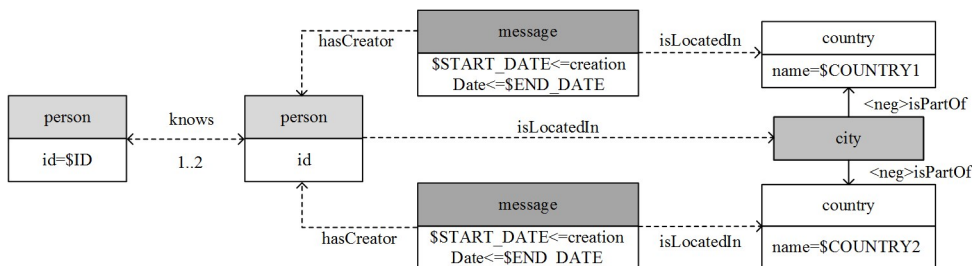 message
$START_DATE<=creation
Date<=$END_DATE
hasCreator
isLocatedIn
country
name=$COUNTRY1
<neg>isPartOf
person
id=$ID
knows
1..2
person
id
isLocatedIn
city
<neg>isPartOf
message
$START_DATE<=creation
Date<=$END_DATE
hasCreator
isLocatedIn
country
name=$COUNTRY2